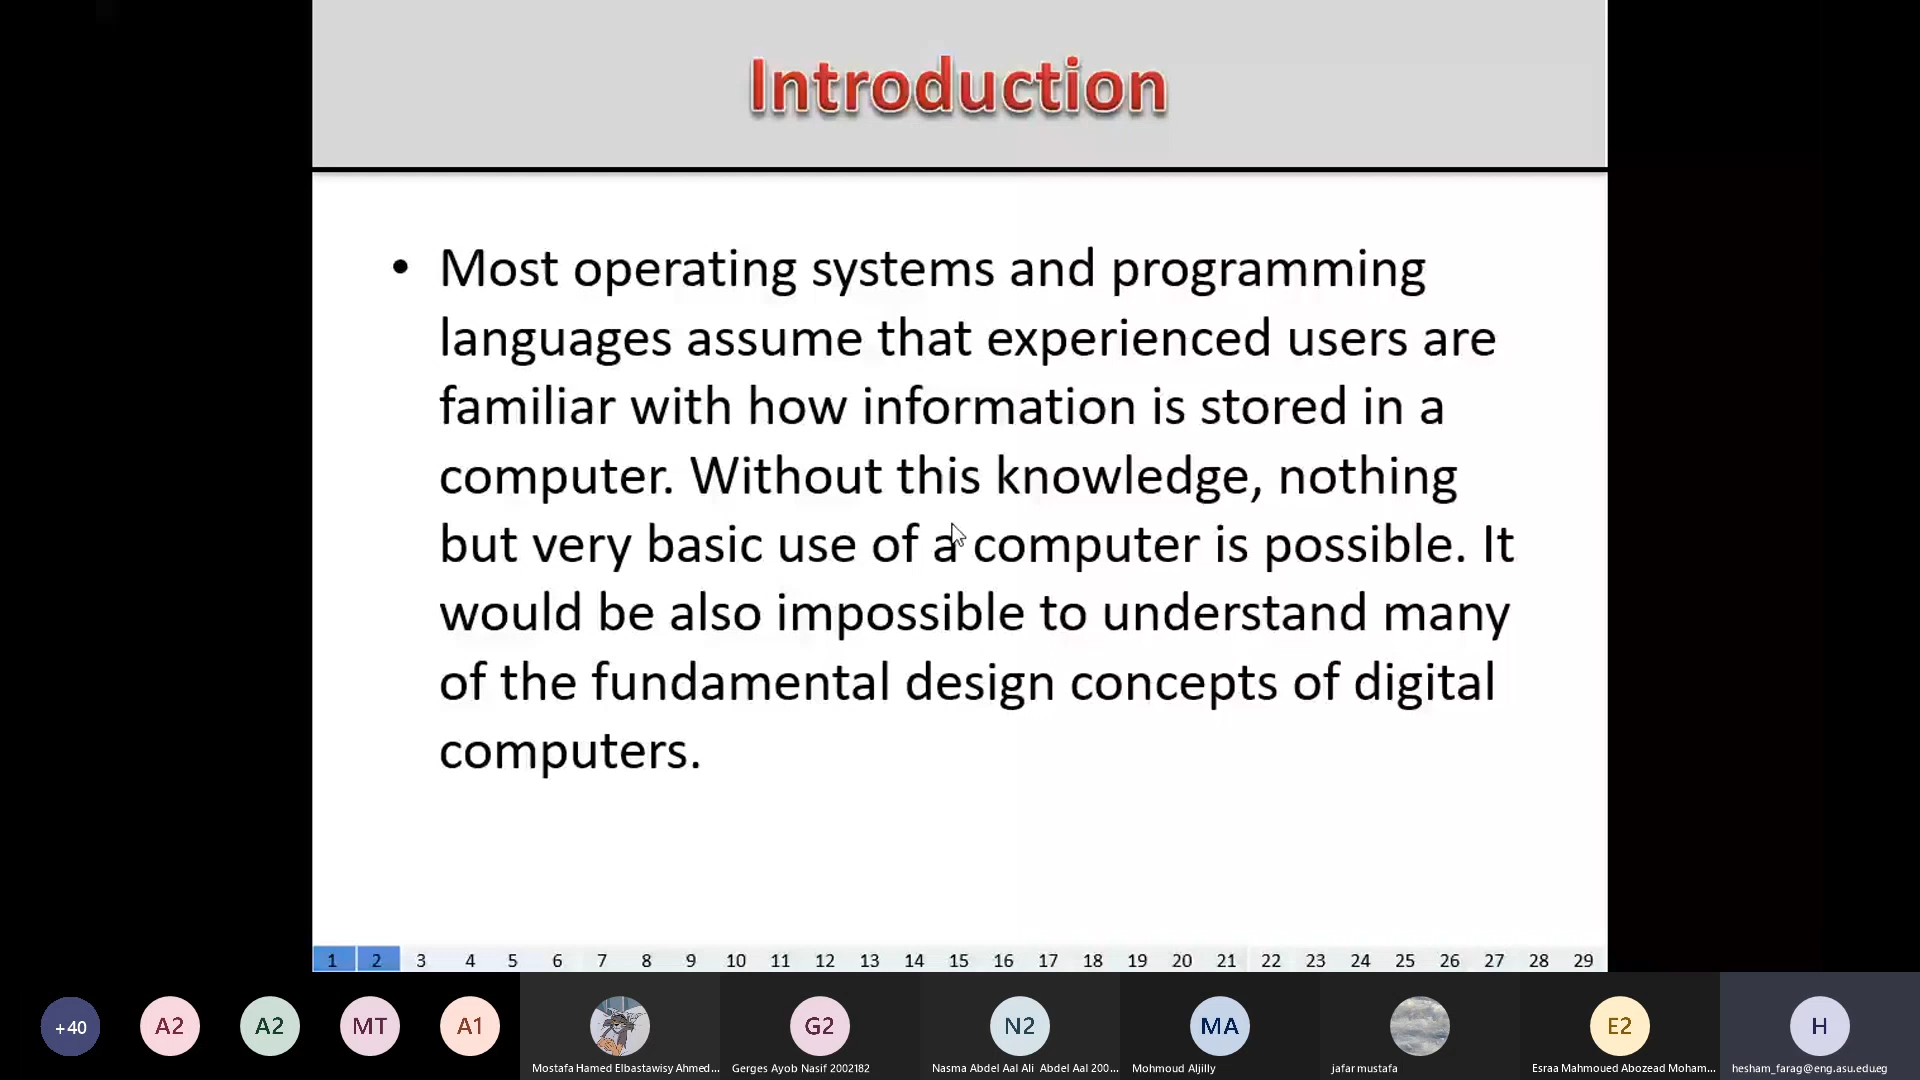 Introduction
• Most operating systems and programming
languages assume that experienced users are
familiar with how information is stored in a
computer. Without this knowledge, nothing
but very basic use of a computer is possible. It
would be also impossible to understand many
of the fundamental design concepts of digital
computers.
1 2 3 4 5 6 7 8 9 10 11 12 13 14 15 16 17 18 19 20 21 22 23 24 25 26 27 28 29
+40 A2 A2 MT A1 G2 N2 MA E2 H
Mostafa Hamed Elbastawisy Ahmed... Gerges Ayob Nasif 2002182 Nasma Abdel Aal Ali Abdel Aal 200... Mohmoud Aljilly jafar mustafa Esraa Mahmoued Abozead Moham... hesham_farag@eng.asu.edu.eg